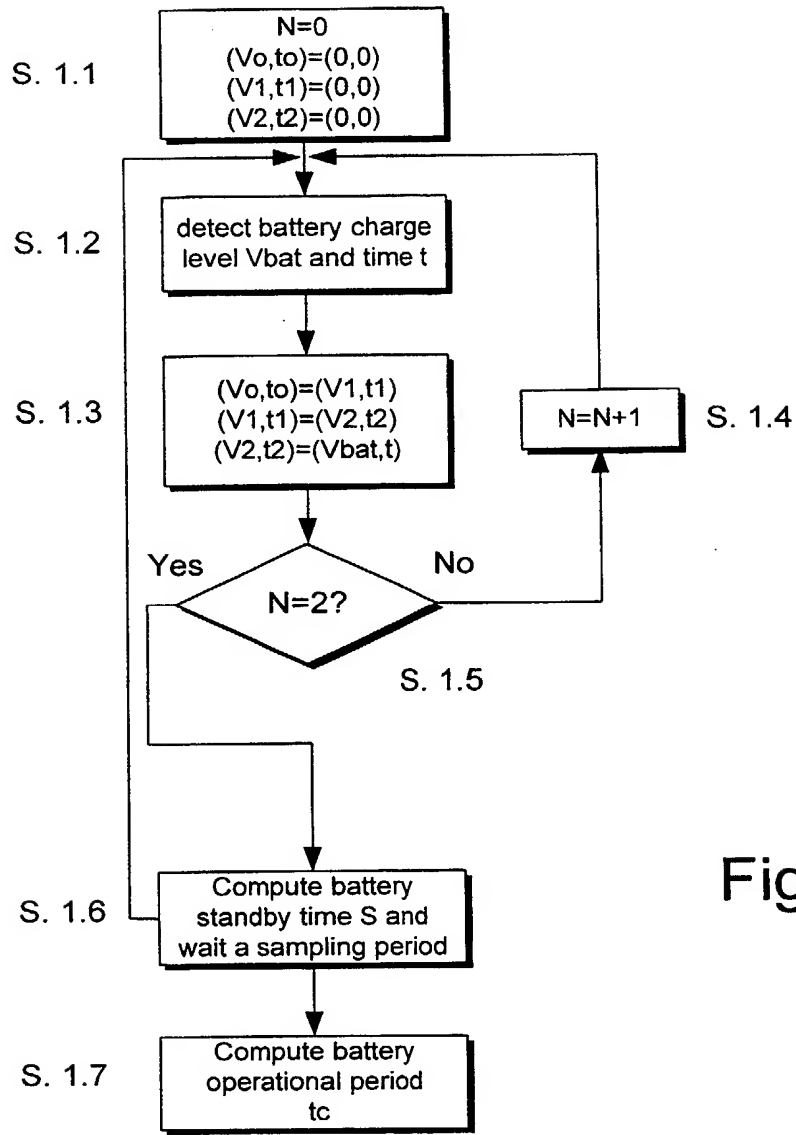 S. 1.1
N=0
(Vo,to)=(0,0)
(V1,t1)=(0,0)
(V2,t2)=(0,0)
S. 1.2
detect battery charge
level Vbat and time t
S. 1.3
(Vo,to)=(V1,t1)
(V1,t1)=(V2,t2)
(V2,t2)=(Vbat,t)
N=N+1
S. 1.4
Yes
No
N=2?
S. 1.5
S. 1.6
Compute battery
standby time S and
wait a sampling period
Fig
S. 1.7
Compute battery
operational period
tc